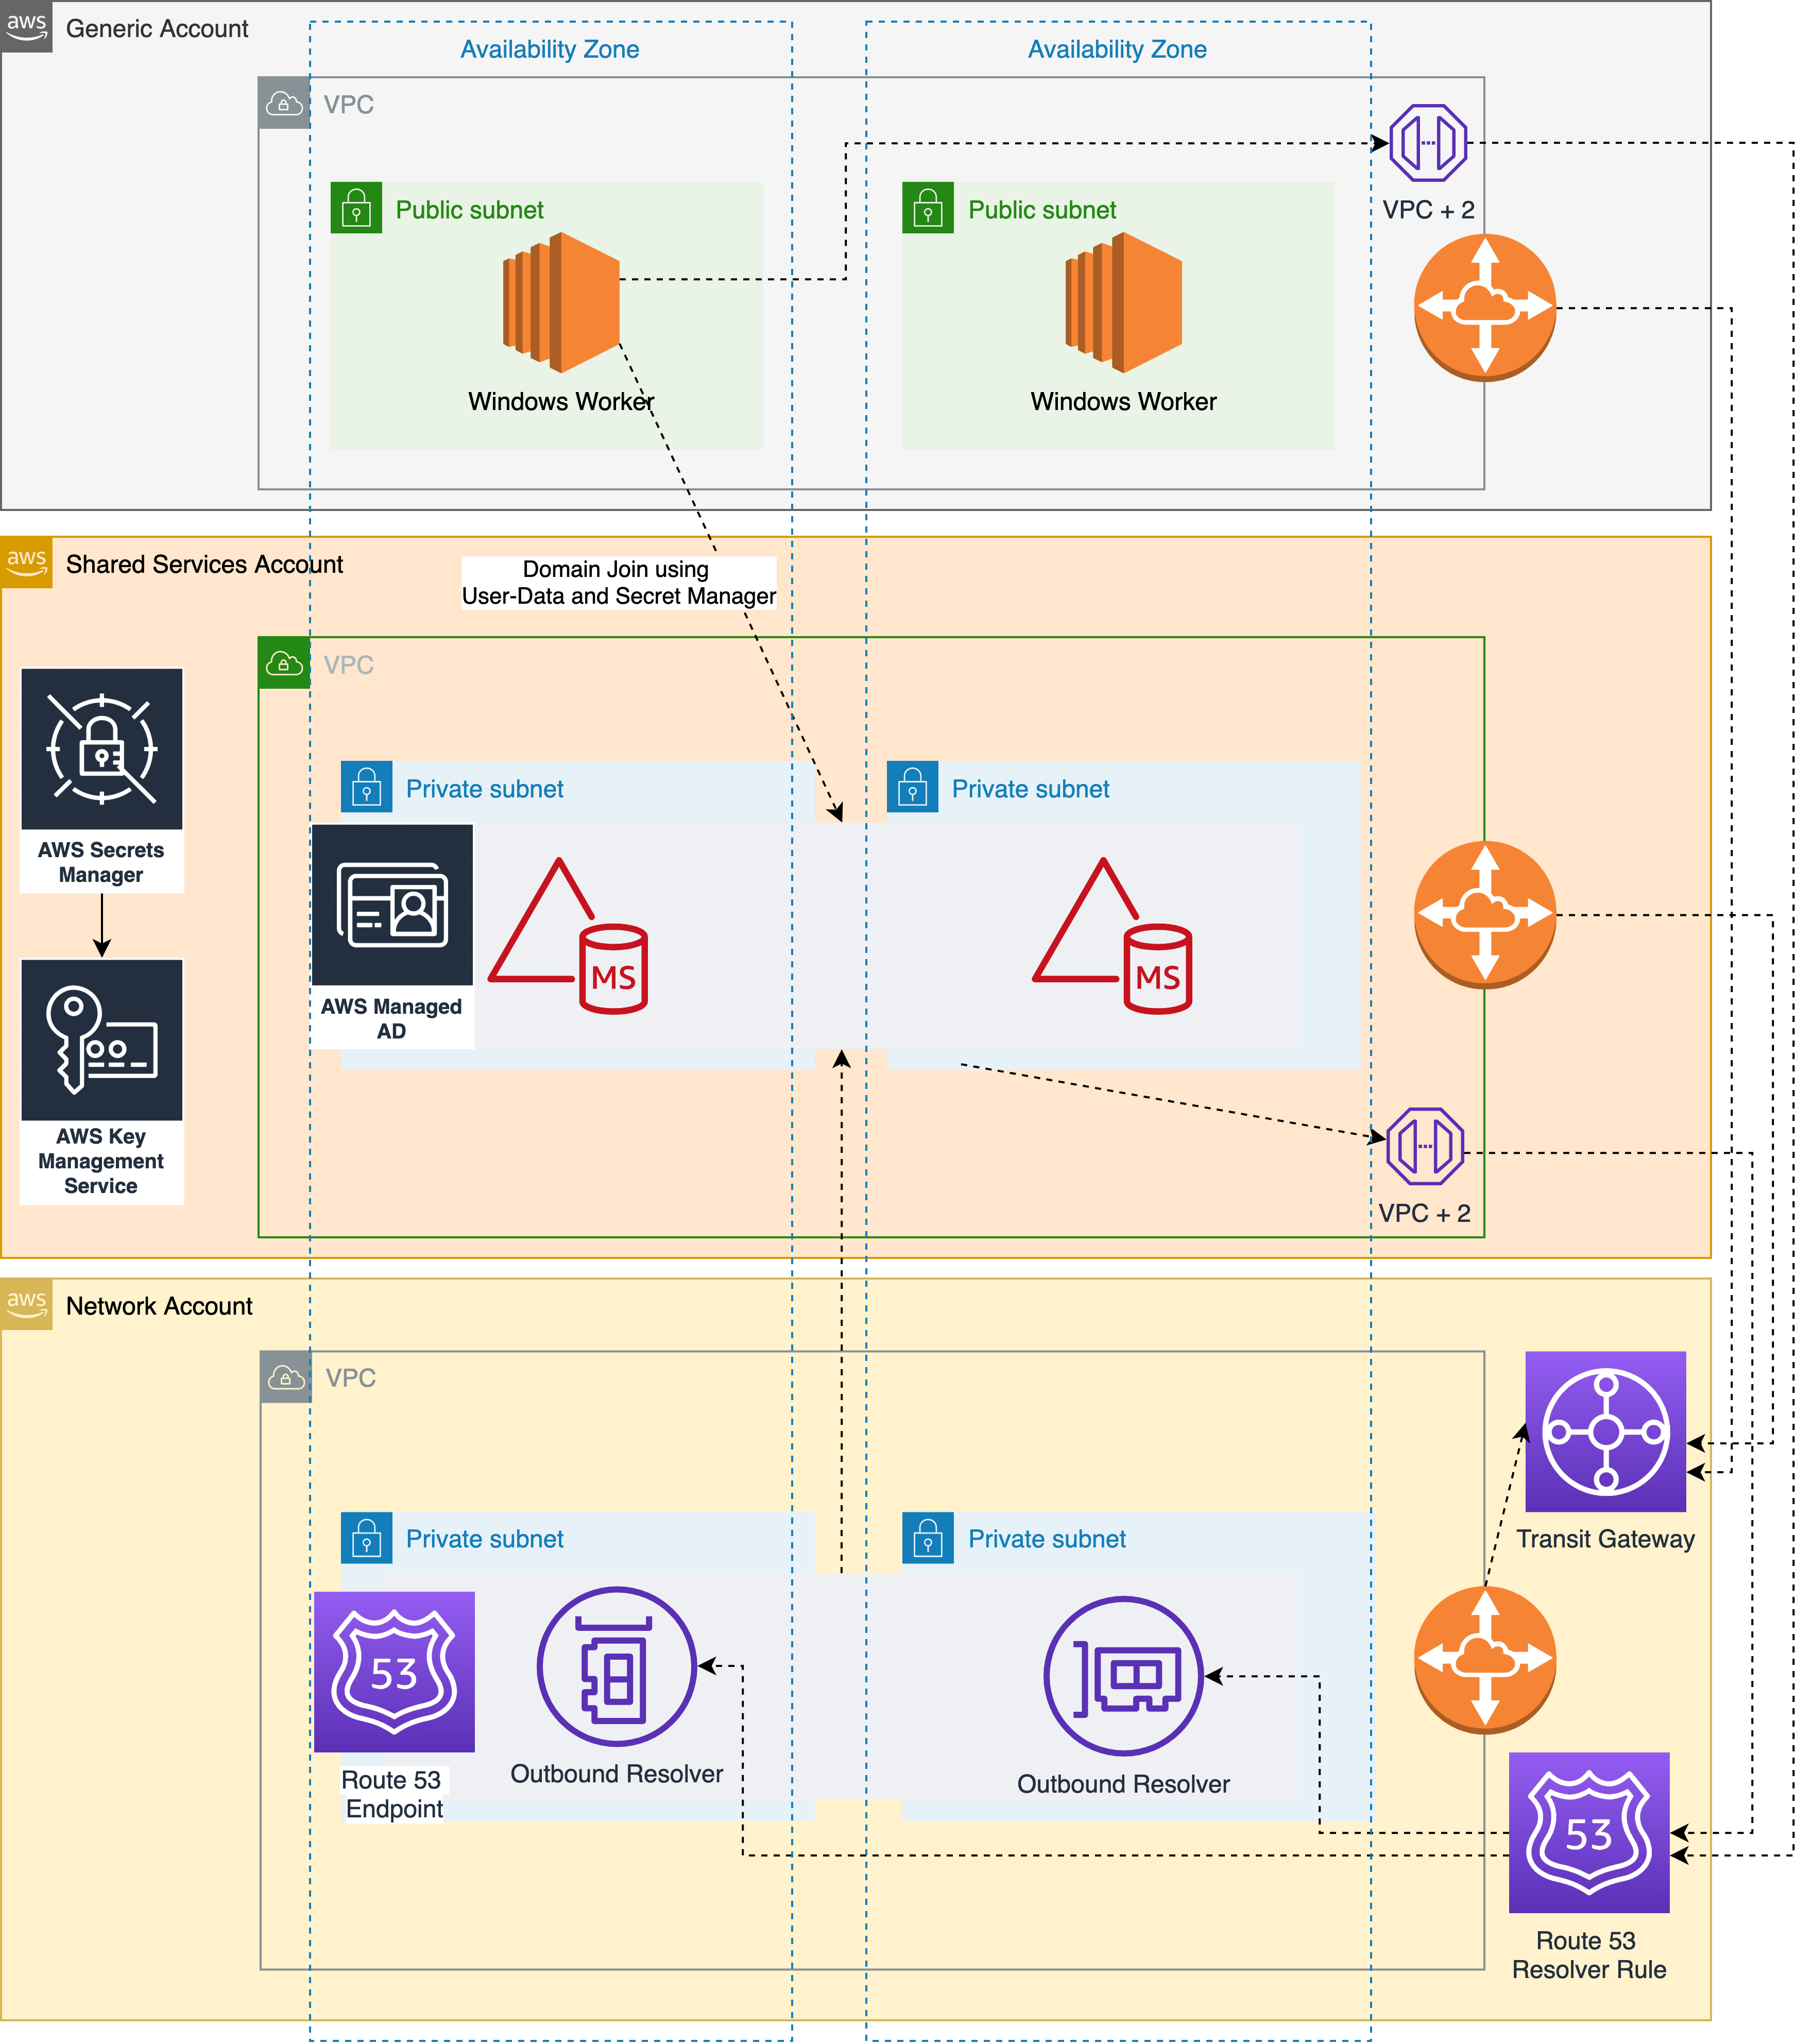 aws
Generic Account
Availability Zone
Availability Zone
VPC
VPC + 2
Public subnet
Public subnet
Windows Worker
Windows Worker
aws
Shared Services Account
Domain Join using
User-Data and Secret Manager
VPC
AWS Secrets
Manager
Private subnet
Private subnet
MS
MS
AWS Managed
AD
AWS Key
Management
Service
VPC + 2
aws
Network Account
VPC
Transit Gateway
Private subnet
Private subnet
53
Route 53
Endpoint
Outbound Resolver
Outbound Resolver
53
Route 53
Resolver Rule